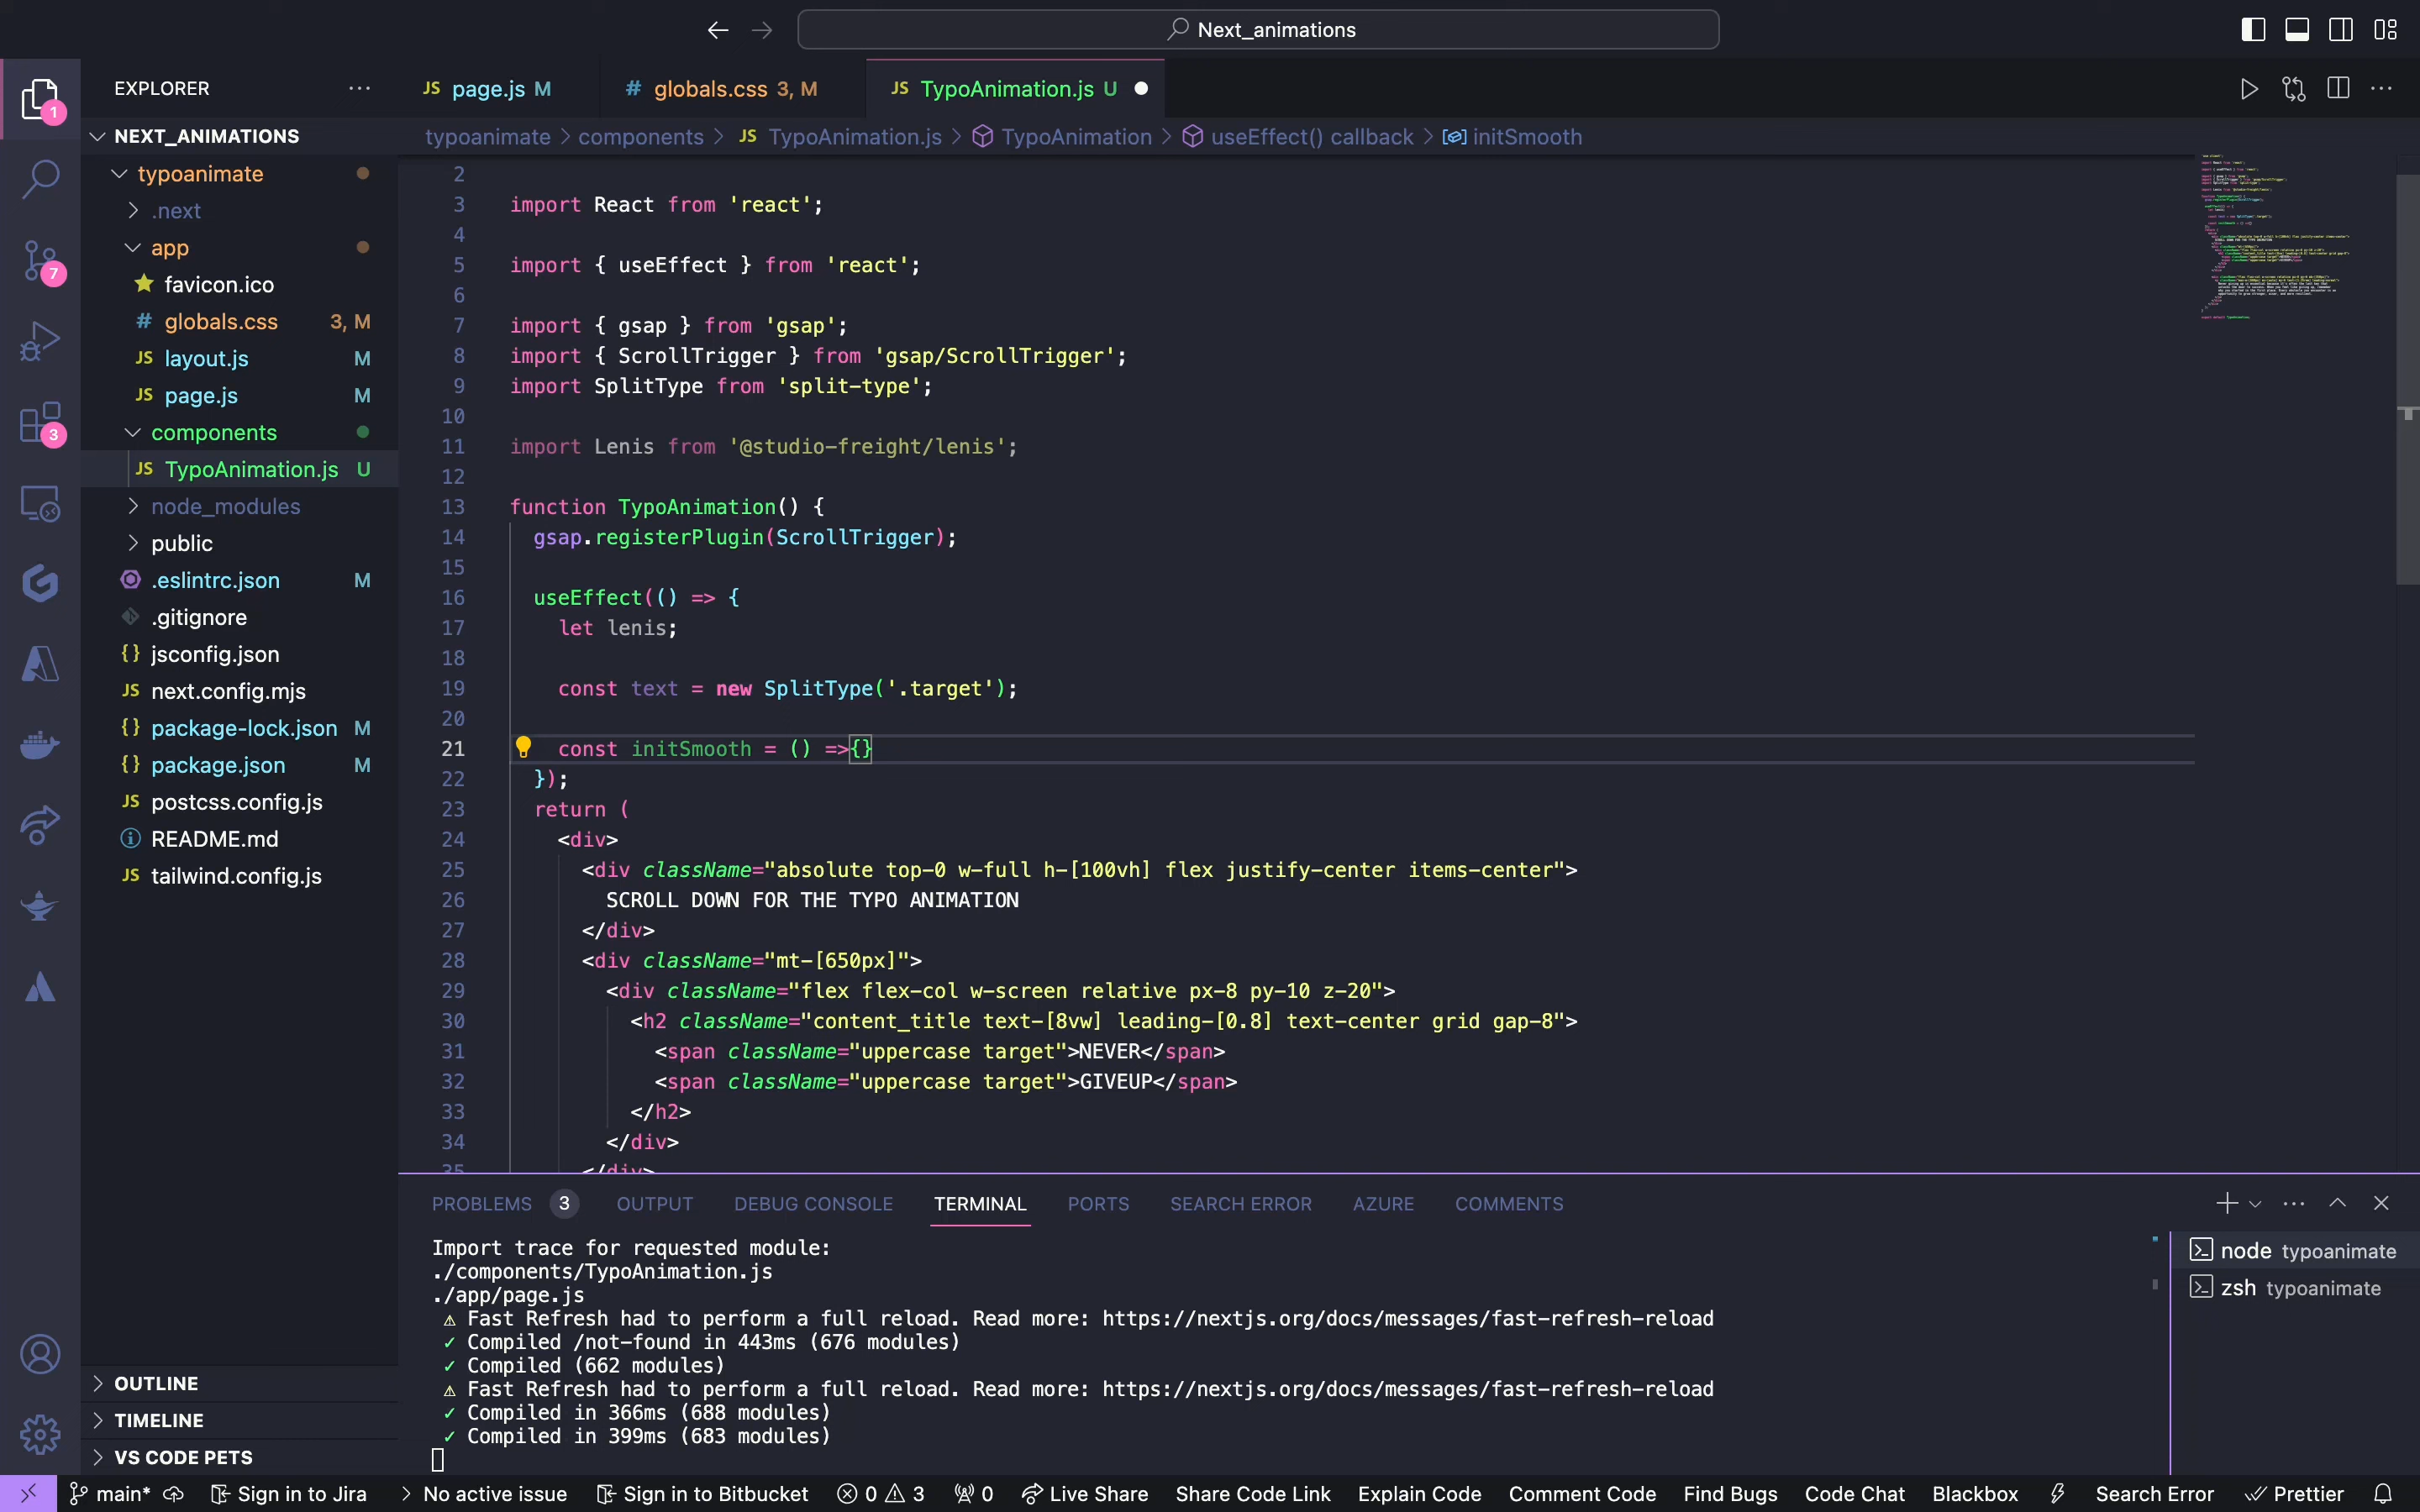 Next_animations
EXPLORER
NEXT_ANIMATIONS
typoanimate
.next
app
favicon.ico
# globals.css 3, M
JS layout.js M
JS page.js M
components
JS TypoAnimation.js U
node_modules
public
.eslintrc.json M
.gitignore
{} jsconfig.json
JS next.config.mjs
{} package-lock.json M
{} package.json M
JS postcss.config.js
README.md
JS tailwind.config.js
OUTLINE
TIMELINE
VS CODE PETS
1
7
3
JS page.js M # globals.css 3, M JS TypoAnimation.js U
typoanimate > components > JS TypoAnimation.js > TypoAnimation > useEffect() callback > initSmooth
2
3 import React from 'react';
4
5 import { useEffect } from 'react';
6
7 import { gsap } from 'gsap';
8 import { ScrollTrigger } from 'gsap/ScrollTrigger';
9 import SplitType from 'split-type';
10
11 import Lenis from '@studio-freight/lenis';
12
13 function TypoAnimation() {
14 gsap.registerPlugin(ScrollTrigger);
15
16 useEffect(() => {
17 let lenis;
18
19 const text = new SplitType('.target');
20
21 const initSmooth = () =>{}
22 });
23 return (
24 <div>
25 <div className="absolute top-0 w-full h-[100vh] flex justify-center items-center">
26 SCROLL DOWN FOR THE TYPO ANIMATION
27 </div>
28 <div className="mt-[650px]">
29 <div className="flex flex-col w-screen relative px-8 py-10 z-20">
30 <h2 className="content_title text-[8vw] leading-[0.8] text-center grid gap-8">
31 <span className="uppercase target">NEVER</span>
32 <span className="uppercase target">GIVEUP</span>
33 </h2>
34 </div>
35 </div>
PROBLEMS 3 OUTPUT DEBUG CONSOLE TERMINAL PORTS SEARCH ERROR AZURE COMMENTS
Import trace for requested module:
./components/TypoAnimation.js
./app/page.js
⚠ Fast Refresh had to perform a full reload. Read more: https://nextjs.org/docs/messages/fast-refresh-reload
✓ Compiled /not-found in 443ms (676 modules)
✓ Compiled (662 modules)
⚠ Fast Refresh had to perform a full reload. Read more: https://nextjs.org/docs/messages/fast-refresh-reload
✓ Compiled in 366ms (688 modules)
✓ Compiled in 399ms (683 modules)
node typoanimate
zsh typoanimate
main* Sign in to Jira > No active issue Sign in to Bitbucket 0 3 0 Live Share Share Code Link Explain Code Comment Code Find Bugs Code Chat Blackbox Search Error Prettier